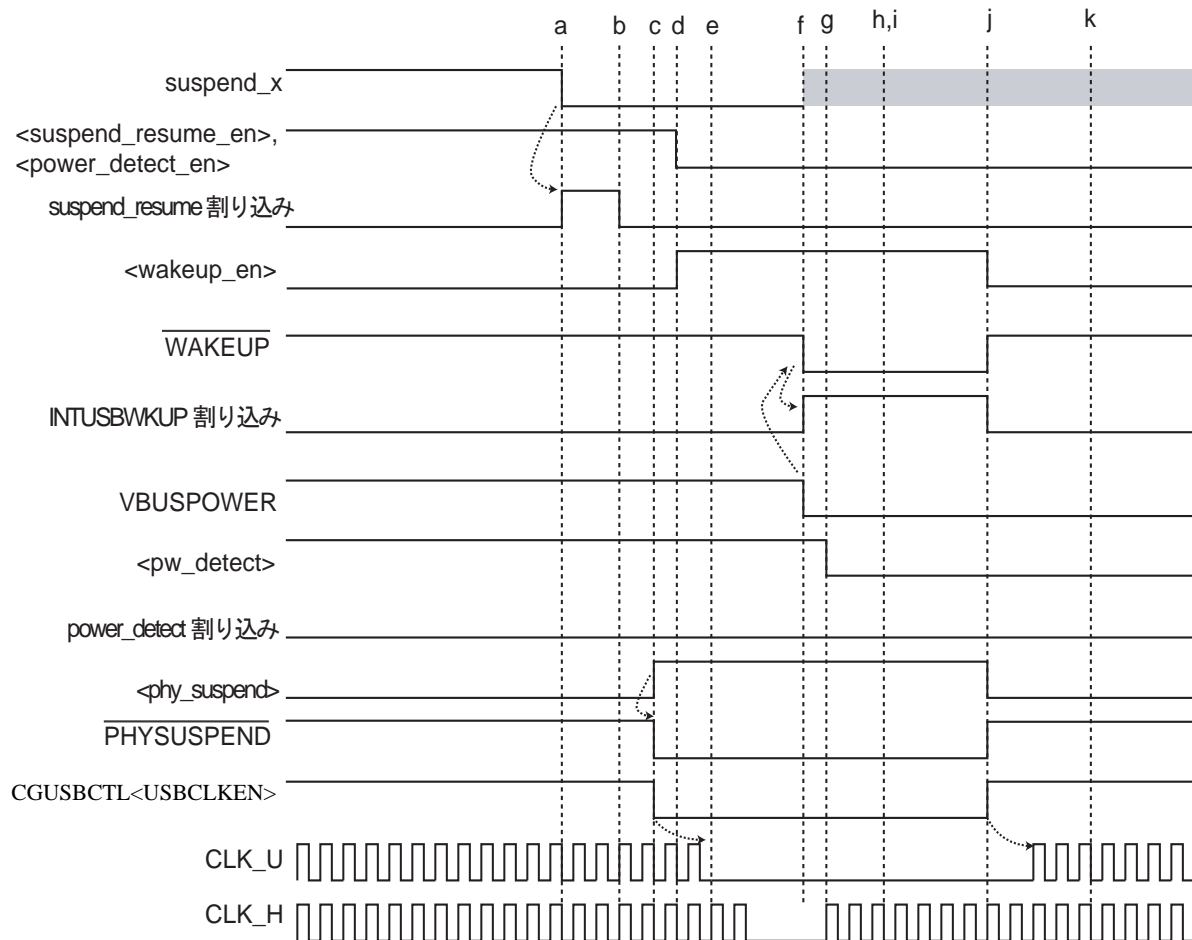 a b c d e f g h,i j k
suspend_x
<suspend_resume_en>,
<power_detect_en>
suspend_resume 割り込み
<wakeup_en>
WAKEUP
INTUSBWKUP 割り込み
VBUSPOWER
<pw_detect>
power_detect 割り込み
<phy_suspend>
PHYSUSPEND
CGUSBCTL<USBCLKEN>
CLK_U
CLK_H